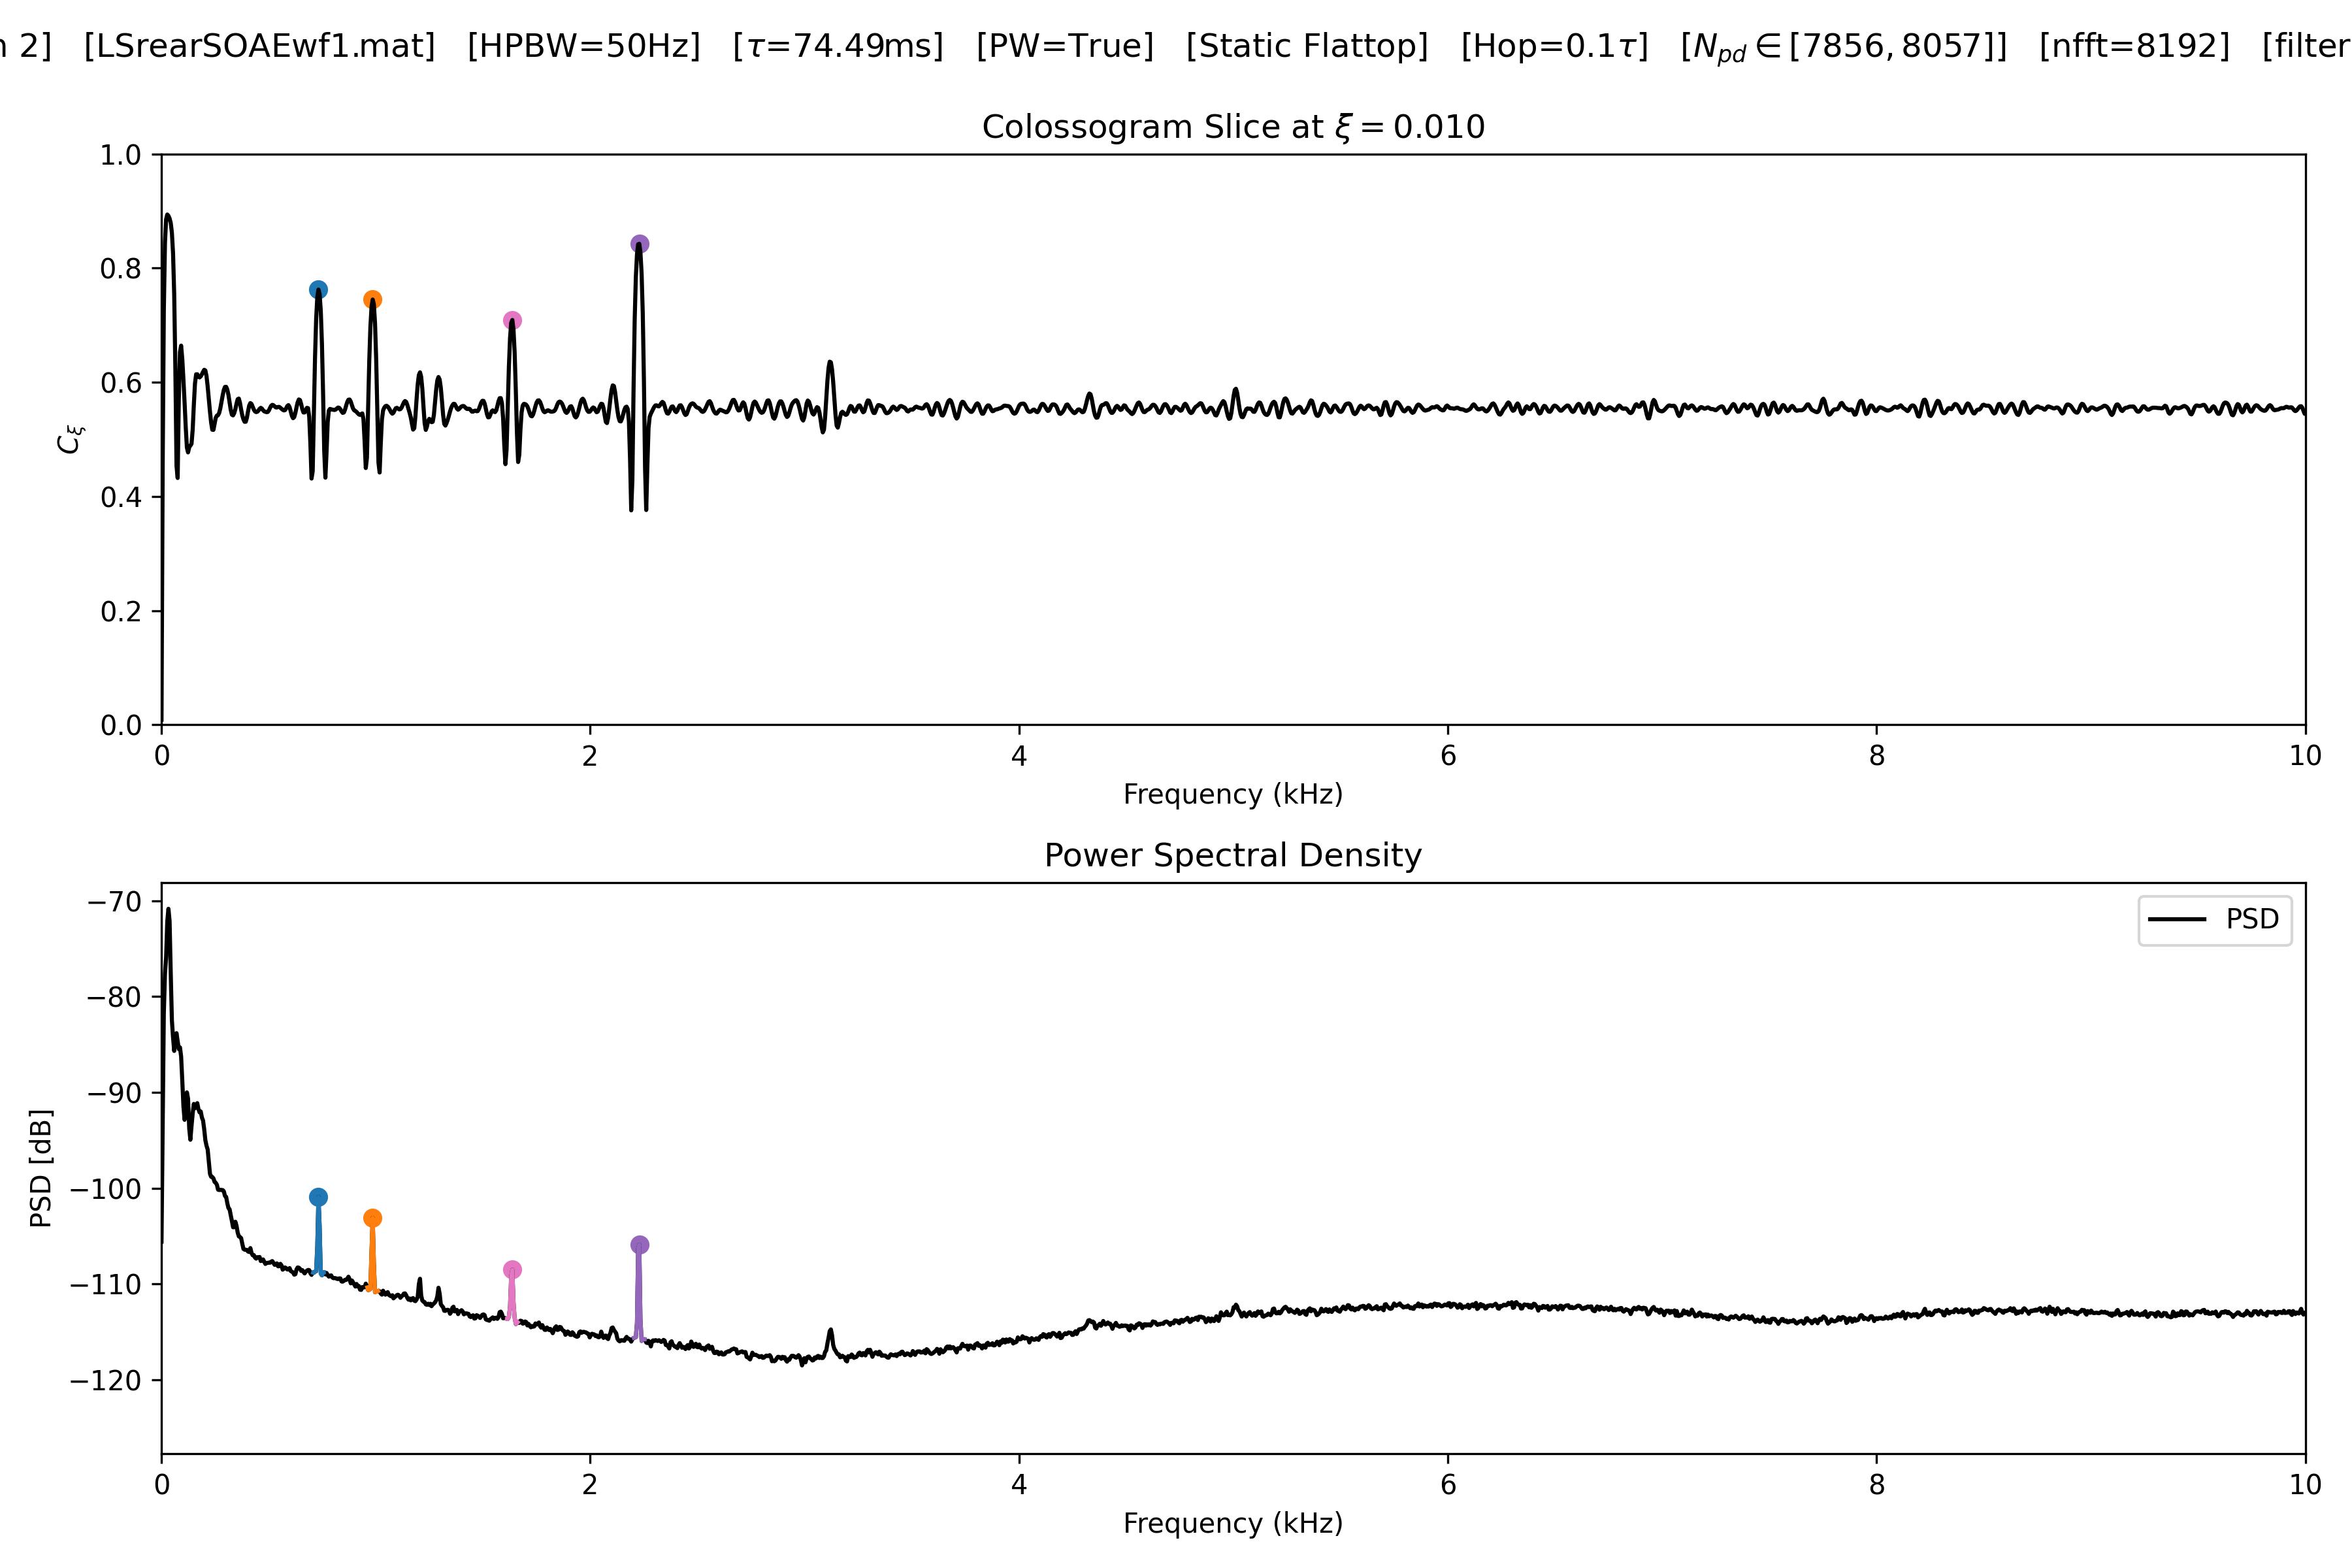 n 2] [LSrearSOAEwf1.mat] [HPBW=50Hz] [τ=74.49ms] [PW=True] [Static Flattop] [Hop=0.1τ] [N_pd ∈ [7856, 8057]] [nfft=8192] [filter
Colossogram Slice at ξ = 0.010
1.0
0.8
0.6
0.4
0.2
0.0
C_ξ
0 2 4 6 8 10
Frequency (kHz)
Power Spectral Density
−70
−80
−90
−100
−110
−120
PSD [dB]
PSD
0 2 4 6 8 10
Frequency (kHz)